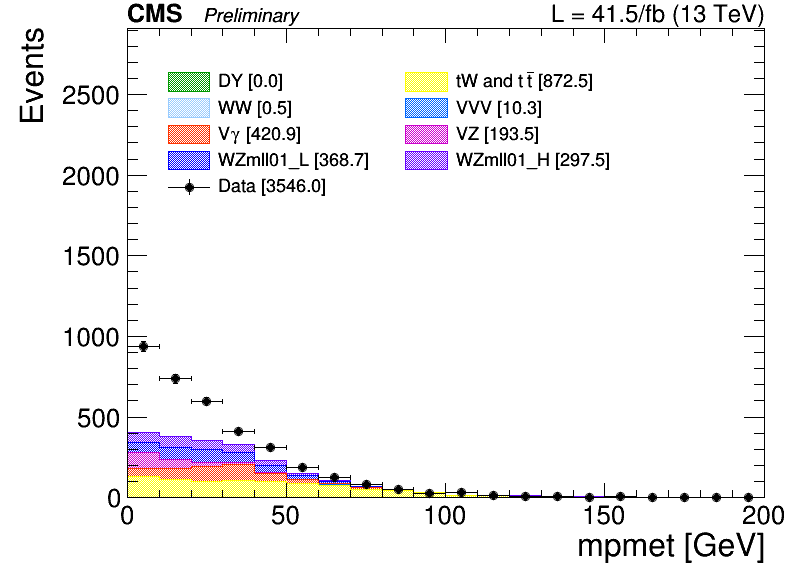 CMS Preliminary L = 41.5/fb (13 TeV)
Events
DY [0.0] tW and tt̅ [872.5]
WW [0.5] VVV [10.3]
Vγ [420.9] VZ [193.5]
WZmll01_L [368.7] WZmll01_H [297.5]
Data [3546.0]
2500
2000
1500
1000
500
0
0 50 100 150 200
mpmet [GeV]